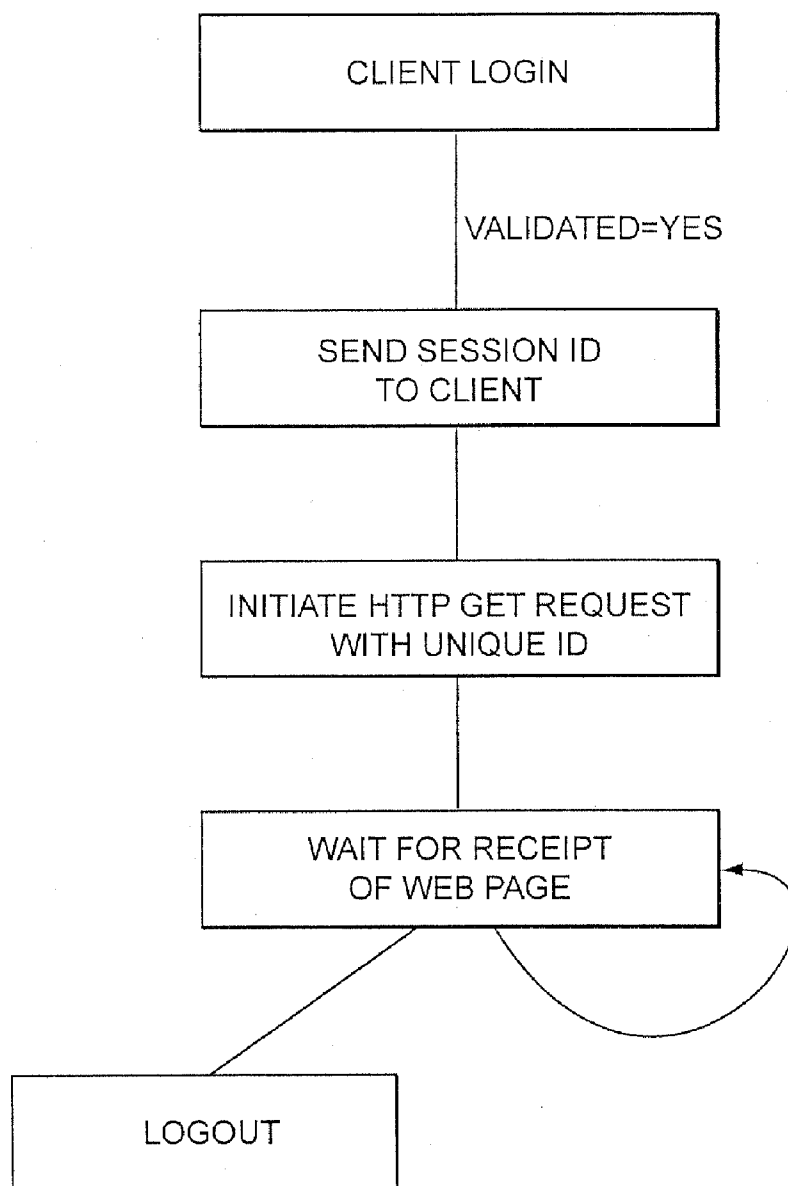 CLIENT LOGIN
VALIDATED=YES
SEND SESSION ID
TO CLIENT
INITIATE HTTP GET REQUEST
WITH UNIQUE ID
WAIT FOR RECEIPT
OF WEB PAGE
LOGOUT